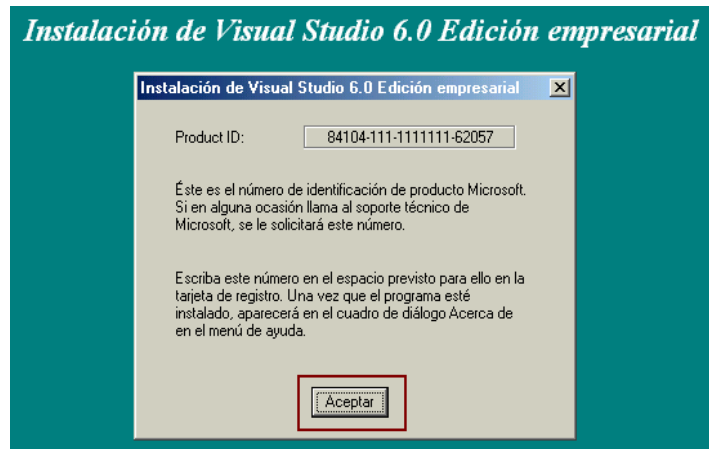 Instalación de Visual Studio 6.0 Edición empresarial
Instalación de Visual Studio 6.0 Edición empresarial
Product ID: 84104-111-1111111-62057
Éste es el número de identificación de producto Microsoft.
Si en alguna ocasión llama al soporte técnico de
Microsoft, se le solicitará este número.
Escriba este número en el espacio previsto para ello en la
tarjeta de registro. Una vez que el programa esté
instalado, aparecerá en el cuadro de diálogo Acerca de
en el menú de ayuda.
Aceptar